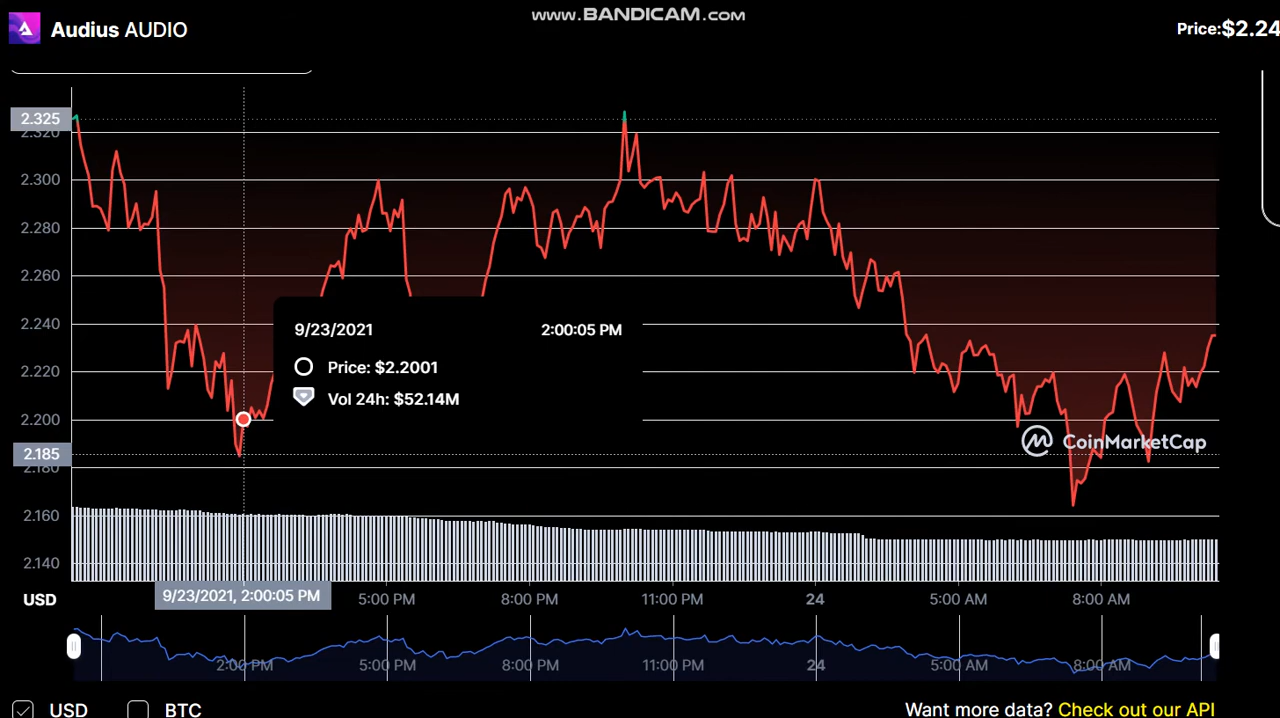 www.BANDICAM.com
Audius AUDIO
Price:$2.24
2.325
2.320
2.300
2.280
2.260
2.240
2.220
2.200
2.185
2.180
2.160
2.140
9/23/2021 2:00:05 PM
Price: $2.2001
Vol 24h: $52.14M
CoinMarketCap
USD
9/23/2021, 2:00:05 PM 5:00 PM 8:00 PM 11:00 PM 24 5:00 AM 8:00 AM
2:00 PM 5:00 PM 8:00 PM 11:00 PM 24 5:00 AM 8:00 AM
USD BTC
Want more data? Check out our API